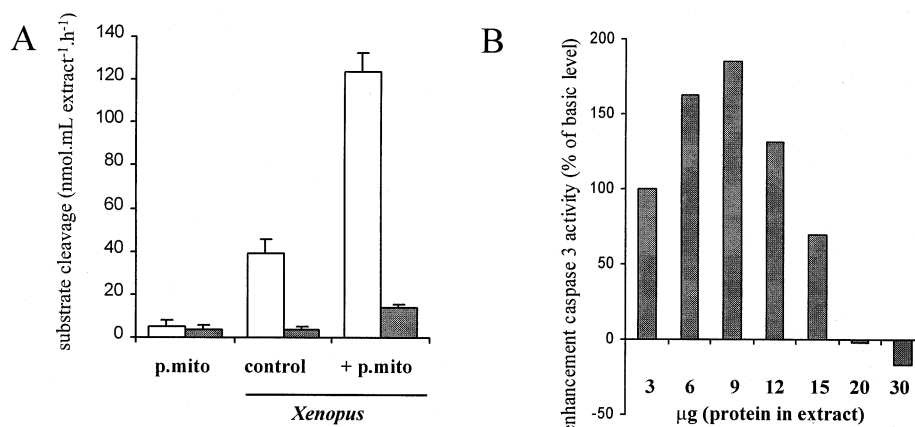 A
substrate cleavage (nmol.mL extract⁻¹.h⁻¹)
140
120
100
80
60
40
20
0
p.mito control + p.mito
Xenopus
B
enhancement caspase 3 activity (% of basic level)
200
150
100
50
0
-50
3 6 9 12 15 20 30
µg (protein in extract)